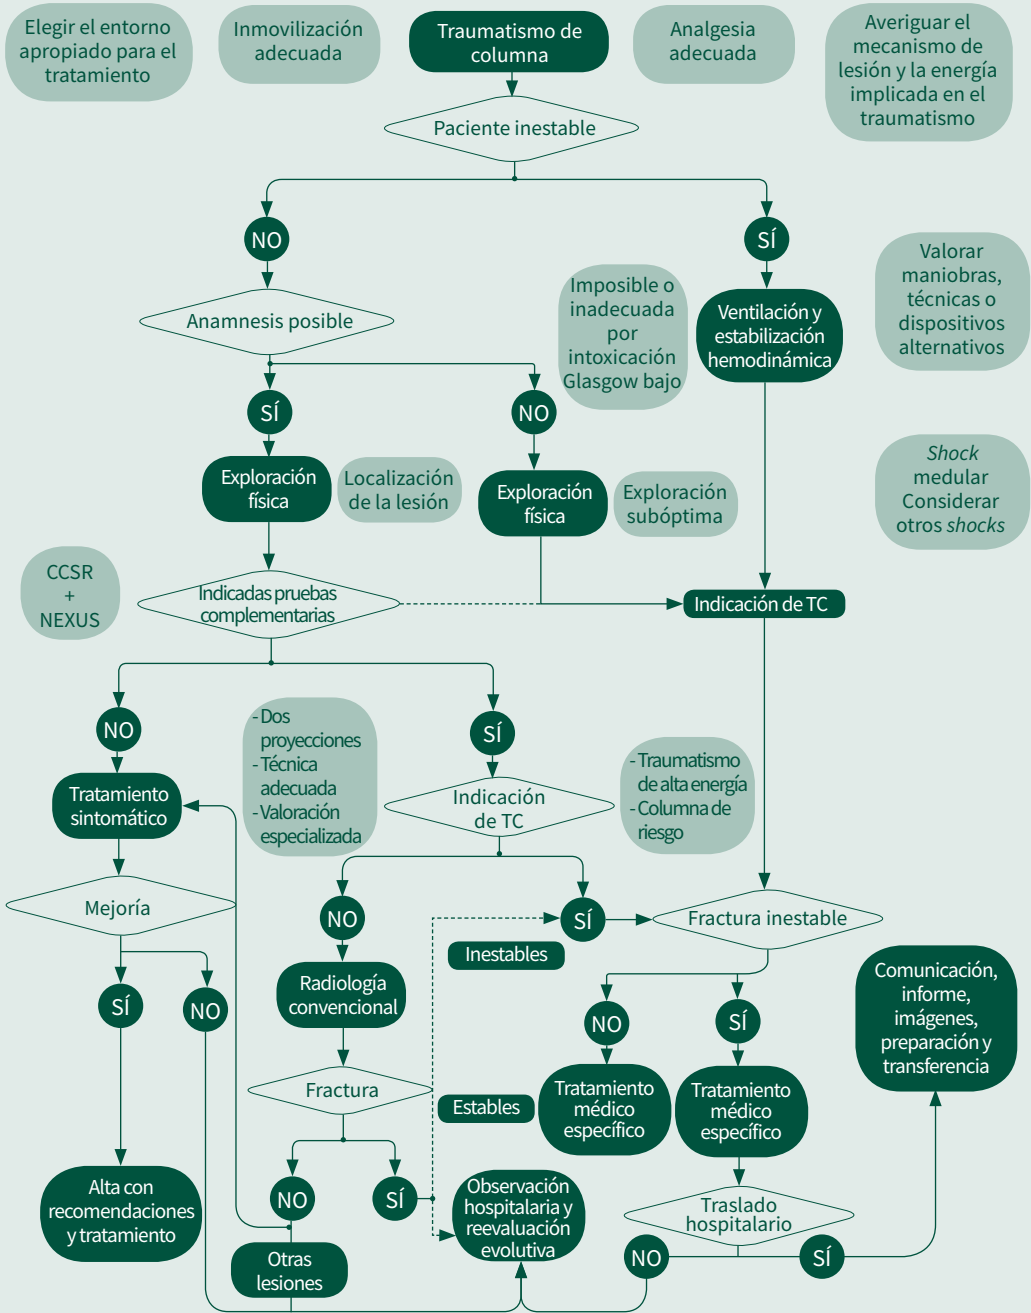 Elegir el entorno
apropiado para el
tratamiento
Inmovilización
adecuada
Traumatismo de
columna
Analgesia
adecuada
Averiguar el
mecanismo de
lesión y la energía
implicada en el
traumatismo
Paciente inestable
NO
SÍ
Valorar
maniobras,
técnicas o
dispositivos
alternativos
Anamnesis posible
Imposible o
inadecuada
por
intoxicación
Glasgow bajo
Ventilación y
estabilización
hemodinámica
SÍ
NO
Exploración
física
Localización
de la lesión
Exploración
física
Exploración
subóptima
Shock
medular
Considerar
otros shocks
CCSR
+
NEXUS
Indicadas pruebas
complementarias
Indicación de TC
NO
- Dos
proyecciones
- Técnica
adecuada
- Valoración
especializada
SÍ
Tratamiento
sintomático
Indicación
de TC
- Traumatismo
de alta energía
- Columna de
riesgo
Mejoría
NO
SÍ
Fractura inestable
Inestables
SÍ
NO
Radiología
convencional
NO
SÍ
Comunicación,
informe,
imágenes,
preparación y
transferencia
Fractura
Estables
Tratamiento
médico
específico
Tratamiento
médico
específico
Alta con
recomendaciones
y tratamiento
NO
SÍ
Observación
hospitalaria y
reevaluación
evolutiva
Traslado
hospitalario
Otras
lesiones
NO
SÍ